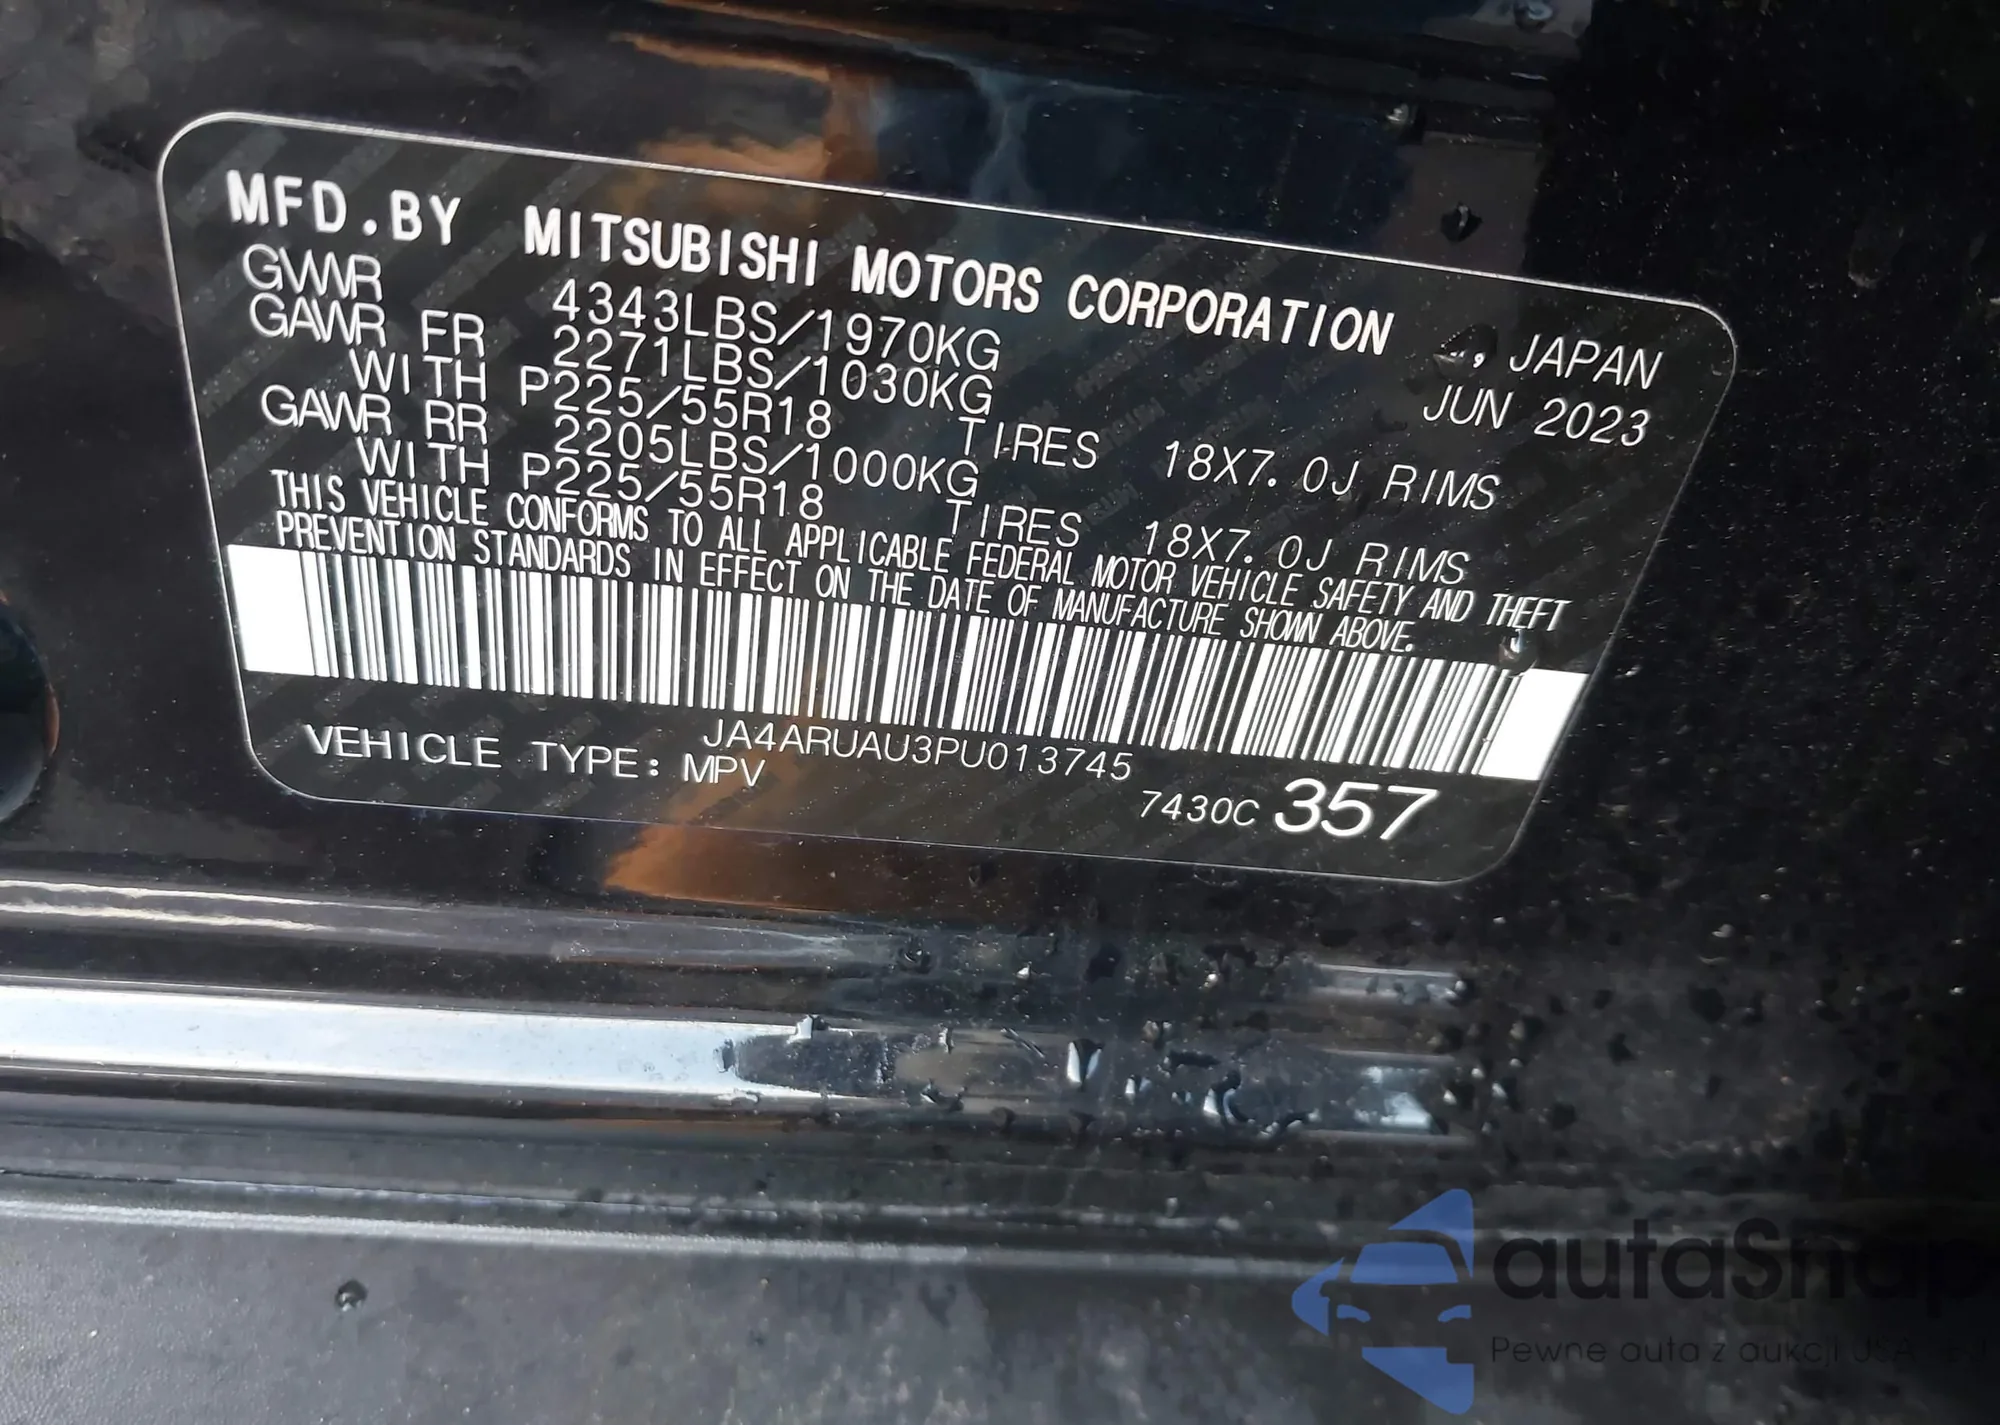 MFD.BY MITSUBISHI MOTORS CORPORATION , JAPAN
GVWR 4343LBS/1970KG JUN 2023
GAWR FR 2271LBS/1030KG
WITH P225/55R18 TIRES 18X7.0J RIMS
GAWR RR 2205LBS/1000KG
WITH P225/55R18 TIRES 18X7.0J RIMS
THIS VEHICLE CONFORMS TO ALL APPLICABLE FEDERAL MOTOR VEHICLE SAFETY AND THEFT
PREVENTION STANDARDS IN EFFECT ON THE DATE OF MANUFACTURE SHOWN ABOVE.
JA4ARUAU3PU013745
VEHICLE TYPE: MPV
7430C 357
autaSnap
Pewne auta z aukcji USA